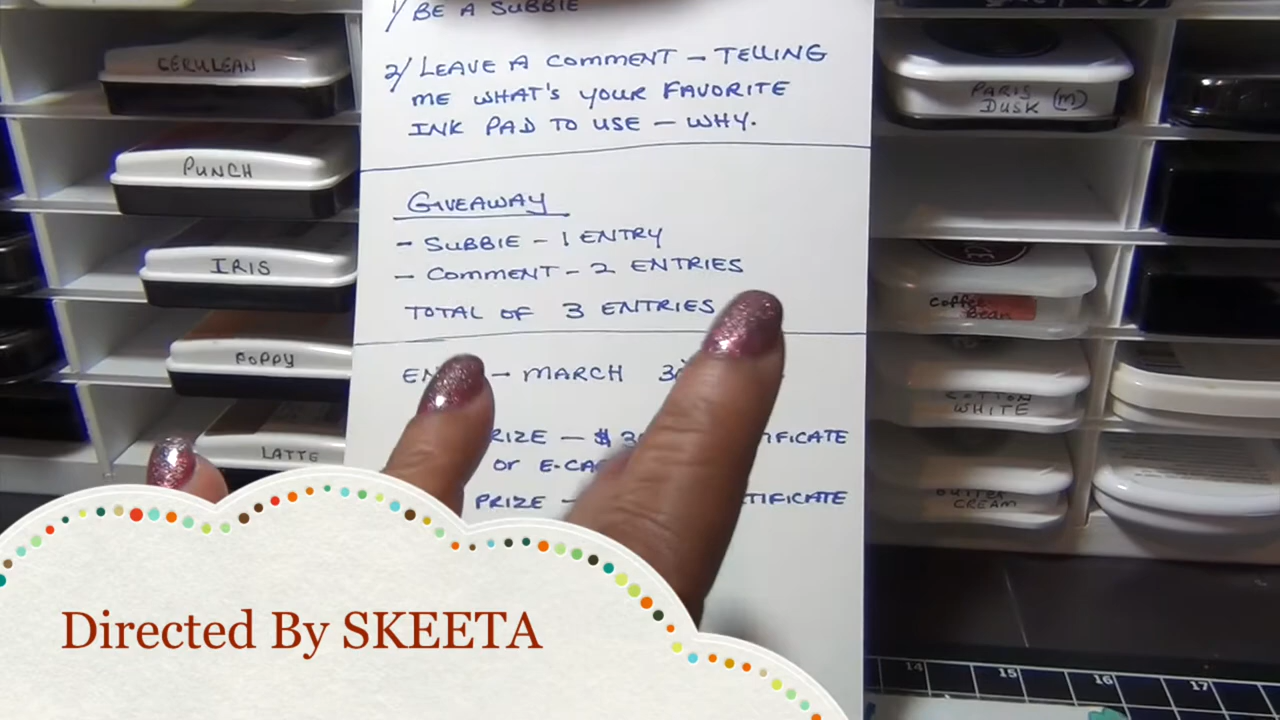 1/ BE A SUBBIE
2/ LEAVE A COMMENT - TELLING
ME WHAT'S YOUR FAVORITE
INK PAD TO USE - WHY.
GIVEAWAY
- SUBBIE - 1 ENTRY
- COMMENT - 2 ENTRIES
TOTAL OF 3 ENTRIES
- MARCH
PRIZE - $
OR
PRIZE -
CERULEAN
PUNCH
IRIS
POPPY
LATTE
PARIS
DUSK (M)
Coffee
Bean
COTTON
WHITE
BUTTER
CREAM
Directed By SKEETA
14 15 16 17